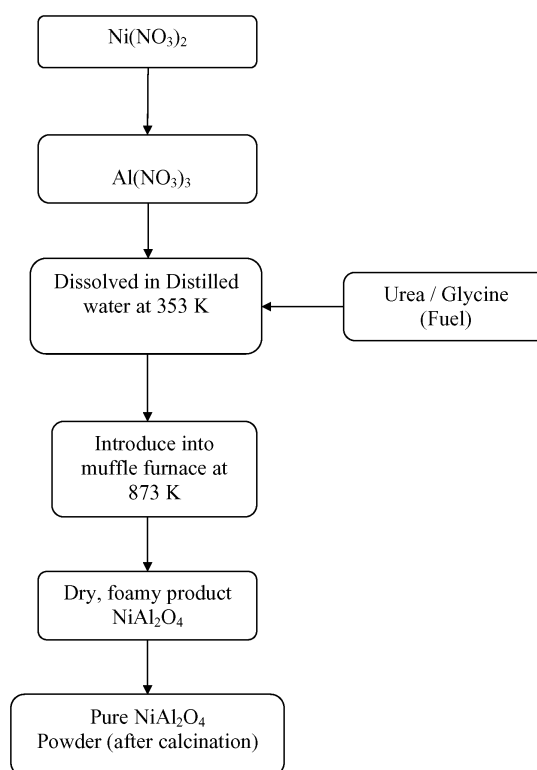 Ni(NO₃)₂
Al(NO₃)₃
Dissolved in Distilled
water at 353 K
Urea / Glycine
(Fuel)
Introduce into
muffle furnace at
873 K
Dry, foamy product
NiAl₂O₄
Pure NiAl₂O₄
Powder (after calcination)